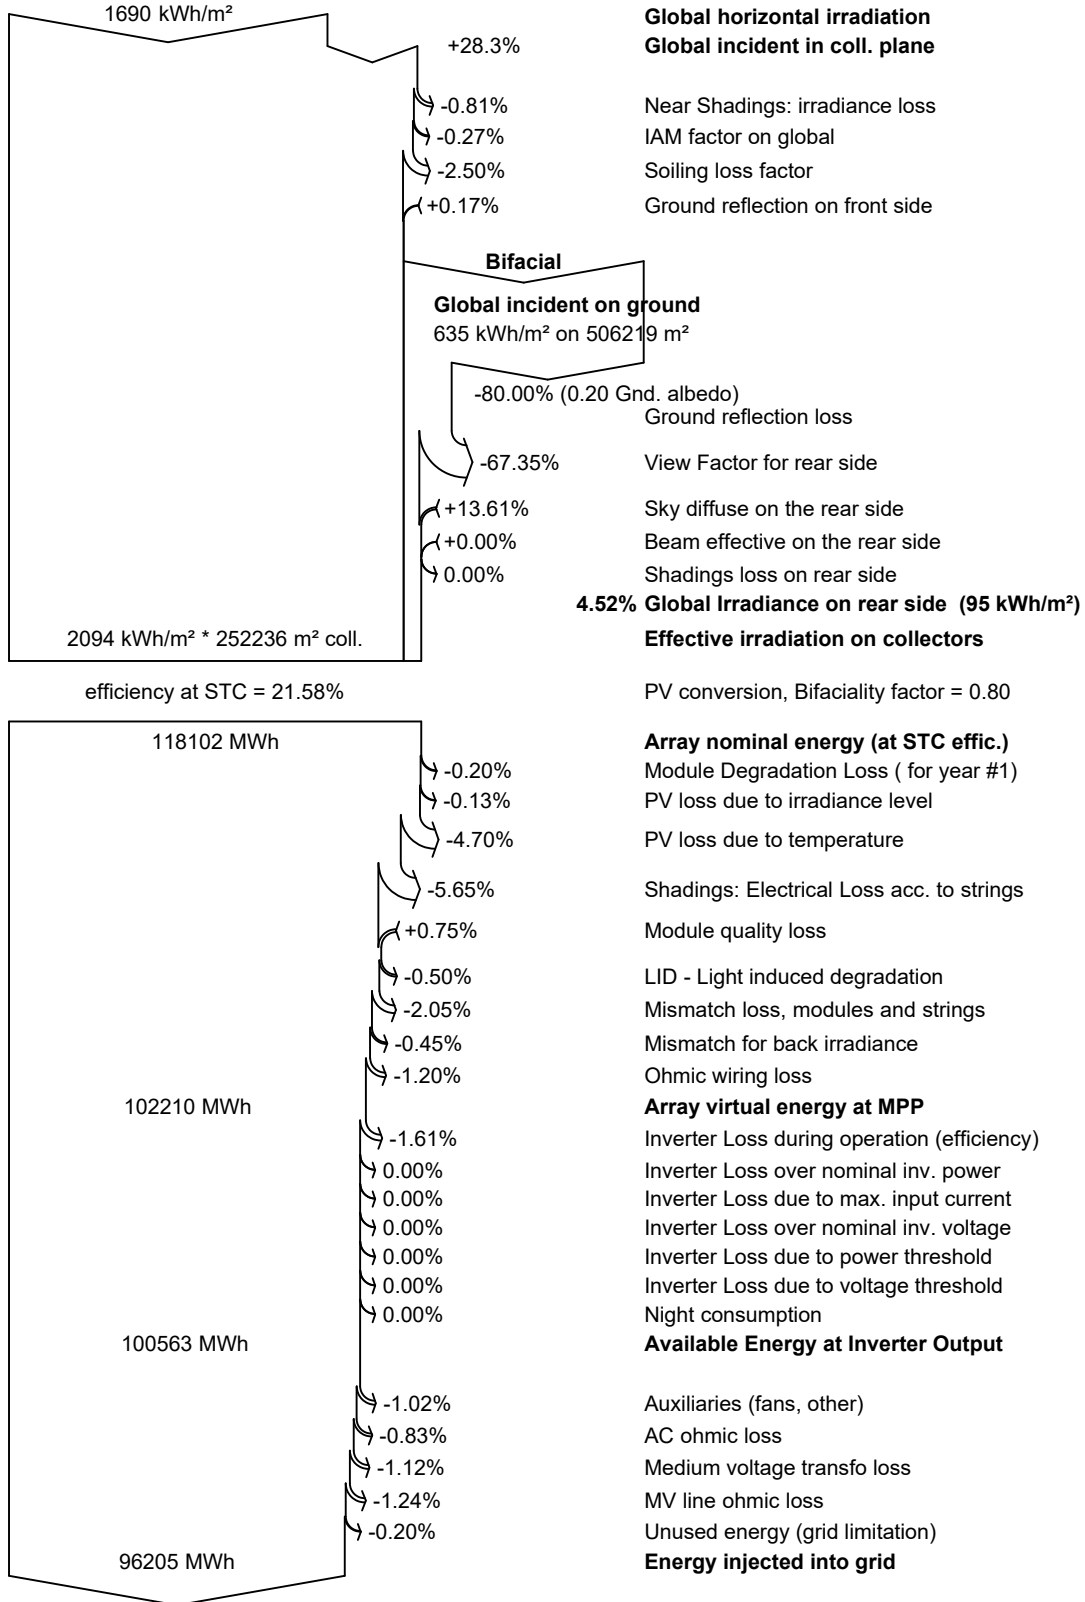 1690 kWh/m² Global horizontal irradiation
+28.3% Global incident in coll. plane
-0.81% Near Shadings: irradiance loss
-0.27% IAM factor on global
-2.50% Soiling loss factor
+0.17% Ground reflection on front side
Bifacial
Global incident on ground
635 kWh/m² on 506219 m²
-80.00% (0.20 Gnd. albedo)
Ground reflection loss
-67.35% View Factor for rear side
+13.61% Sky diffuse on the rear side
+0.00% Beam effective on the rear side
0.00% Shadings loss on rear side
4.52% Global Irradiance on rear side (95 kWh/m²)
2094 kWh/m² * 252236 m² coll. Effective irradiation on collectors
efficiency at STC = 21.58% PV conversion, Bifaciality factor = 0.80
118102 MWh Array nominal energy (at STC effic.)
-0.20% Module Degradation Loss ( for year #1)
-0.13% PV loss due to irradiance level
-4.70% PV loss due to temperature
-5.65% Shadings: Electrical Loss acc. to strings
+0.75% Module quality loss
-0.50% LID - Light induced degradation
-2.05% Mismatch loss, modules and strings
-0.45% Mismatch for back irradiance
-1.20% Ohmic wiring loss
102210 MWh Array virtual energy at MPP
-1.61% Inverter Loss during operation (efficiency)
0.00% Inverter Loss over nominal inv. power
0.00% Inverter Loss due to max. input current
0.00% Inverter Loss over nominal inv. voltage
0.00% Inverter Loss due to power threshold
0.00% Inverter Loss due to voltage threshold
0.00% Night consumption
100563 MWh Available Energy at Inverter Output
-1.02% Auxiliaries (fans, other)
-0.83% AC ohmic loss
-1.12% Medium voltage transfo loss
-1.24% MV line ohmic loss
-0.20% Unused energy (grid limitation)
96205 MWh Energy injected into grid